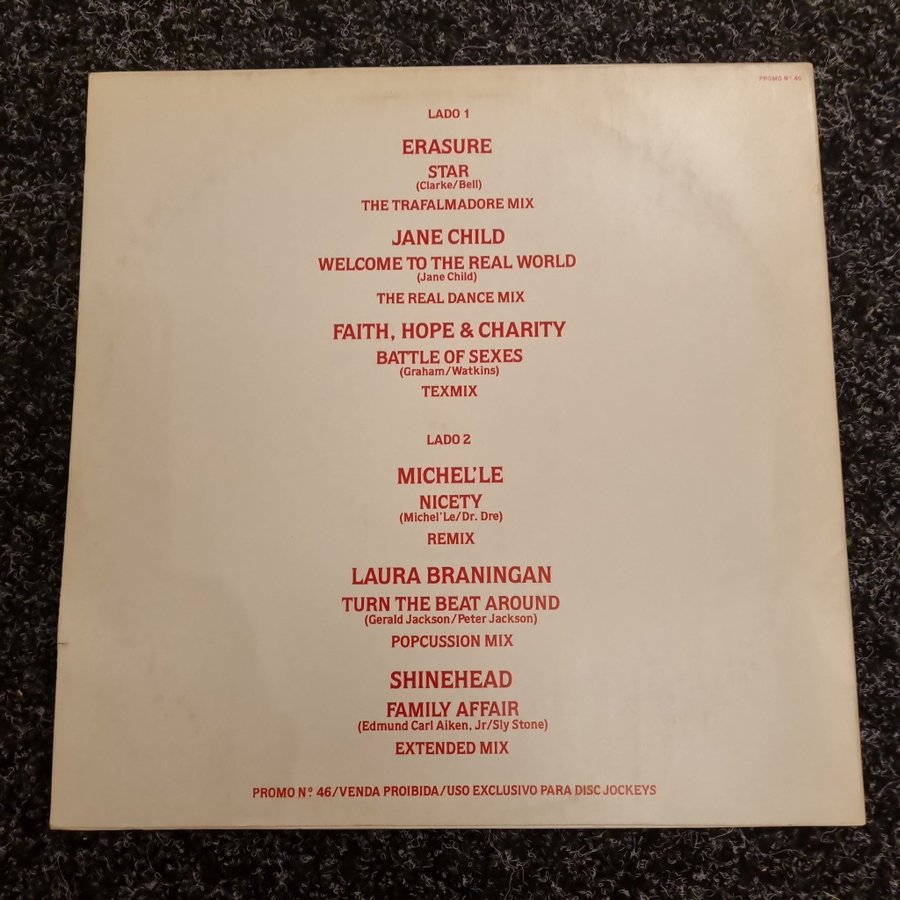 PROMO Nº 46
LADO 1
ERASURE
STAR
(Clarke/Bell)
THE TRAFALMADORE MIX
JANE CHILD
WELCOME TO THE REAL WORLD
(Jane Child)
THE REAL DANCE MIX
FAITH, HOPE & CHARITY
BATTLE OF SEXES
(Graham/Watkins)
TEXMIX
LADO 2
MICHEL'LE
NICETY
(Michel'Le/Dr. Dre)
REMIX
LAURA BRANINGAN
TURN THE BEAT AROUND
(Gerald Jackson/Peter Jackson)
POPCUSSION MIX
SHINEHEAD
FAMILY AFFAIR
(Edmund Carl Aiken, Jr/Sly Stone)
EXTENDED MIX
PROMO Nº 46/VENDA PROIBIDA/USO EXCLUSIVO PARA DISC JOCKEYS